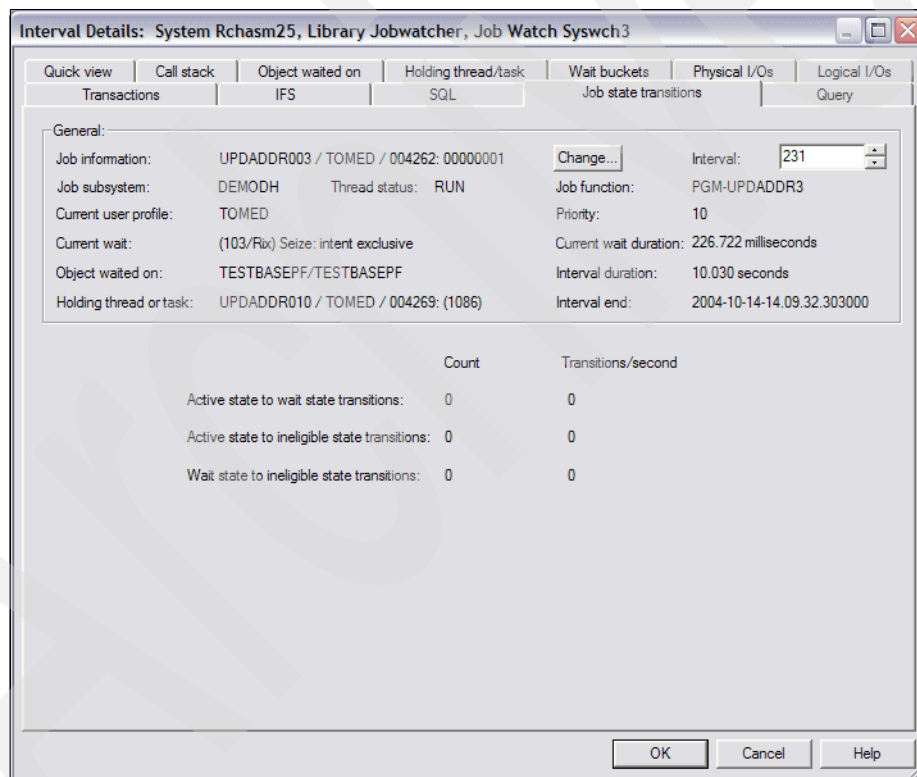 Interval Details: System Rchasm25, Library Jobwatcher, Job Watch Syswch3
Quick view Call stack Object waited on Holding thread/task Wait buckets Physical I/Os Logical I/Os
Transactions IFS SQL Job state transitions Query
General:
Job information: UPDADDR003 / TOMED / 004262: 00000001 Change... Interval: 231
Job subsystem: DEMODH Thread status: RUN Job function: PGM-UPDADDR3
Current user profile: TOMED Priority: 10
Current wait: (103/Rix) Seize: intent exclusive Current wait duration: 226.722 milliseconds
Object waited on: TESTBASEPF/TESTBASEPF Interval duration: 10.030 seconds
Holding thread or task: UPDADDR010 / TOMED / 004269: (1086) Interval end: 2004-10-14-14.09.32.303000
Count Transitions/second
Active state to wait state transitions: 0 0
Active state to ineligible state transitions: 0 0
Wait state to ineligible state transitions: 0 0
OK Cancel Help